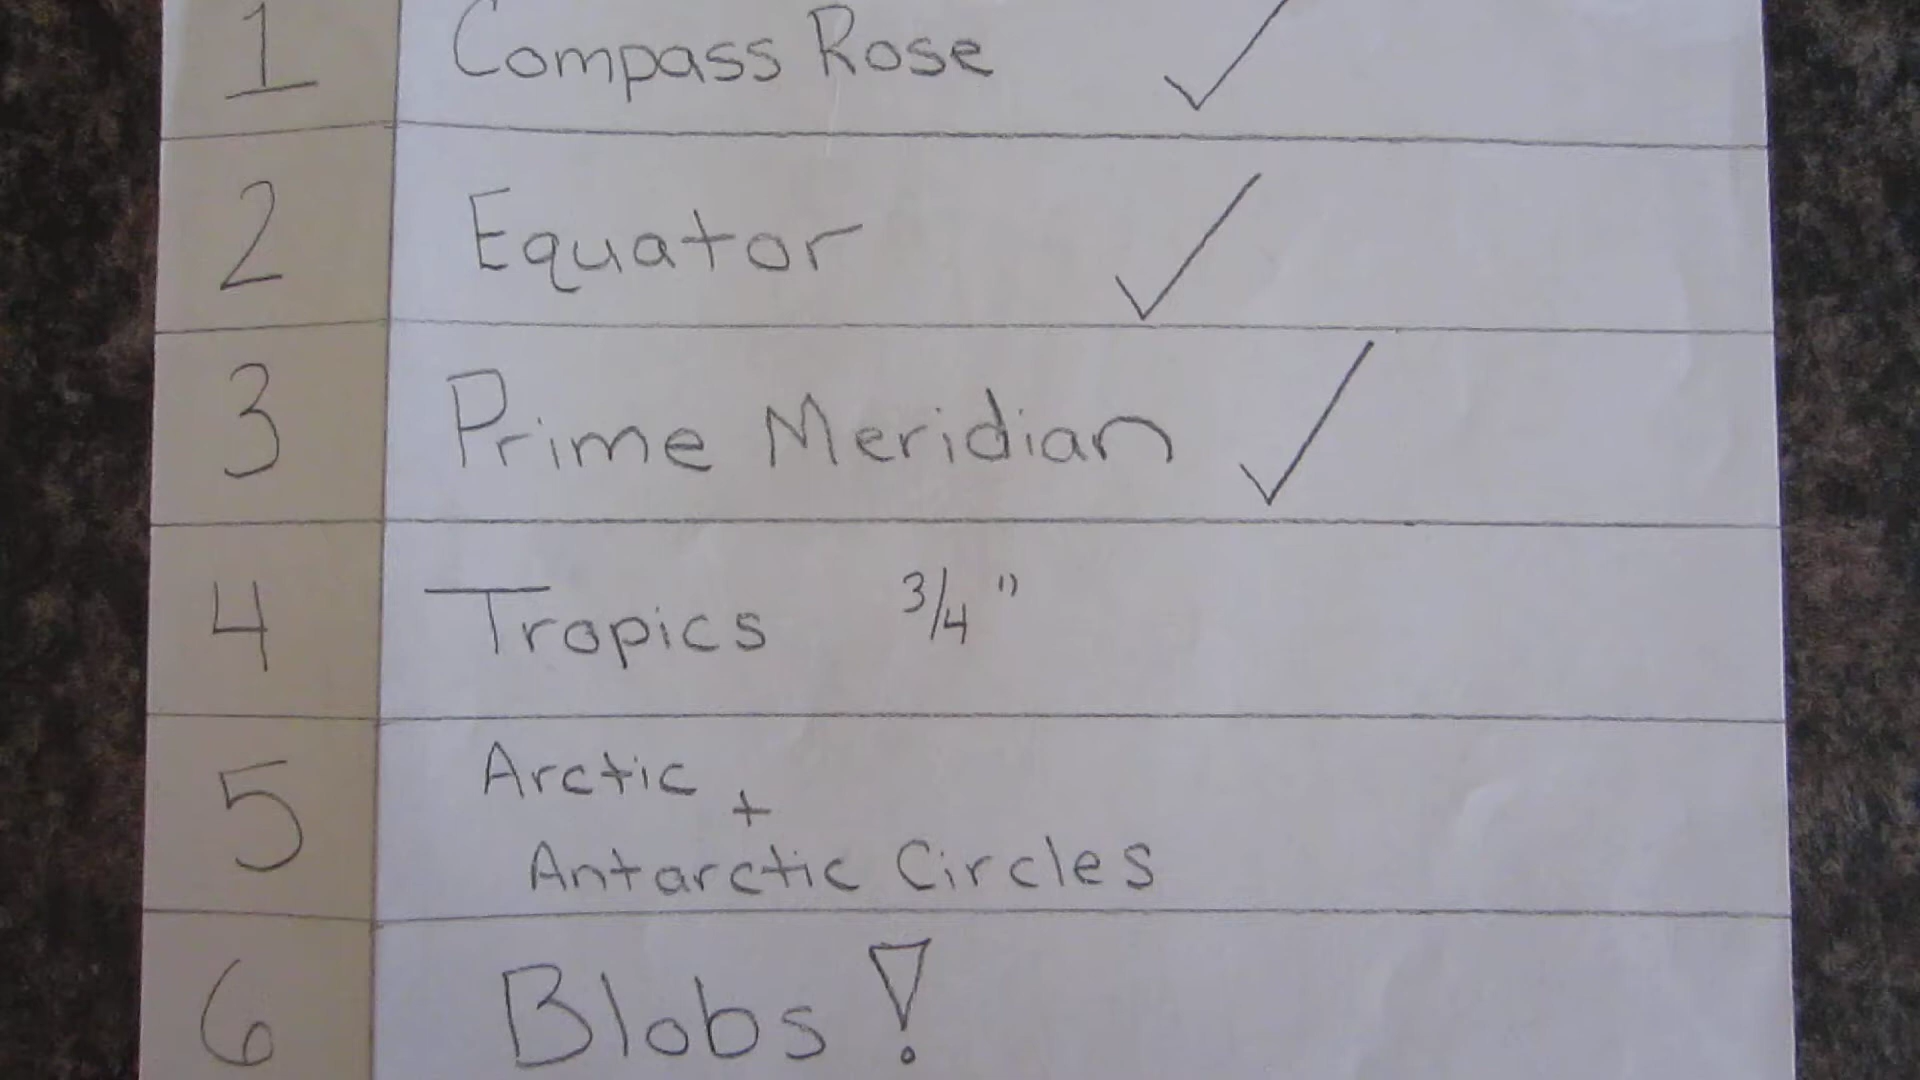 1 Compass Rose ✓
2 Equator ✓
3 Prime Meridian ✓
4 Tropics 3/4"
5 Arctic +
Antarctic Circles
6 Blobs!